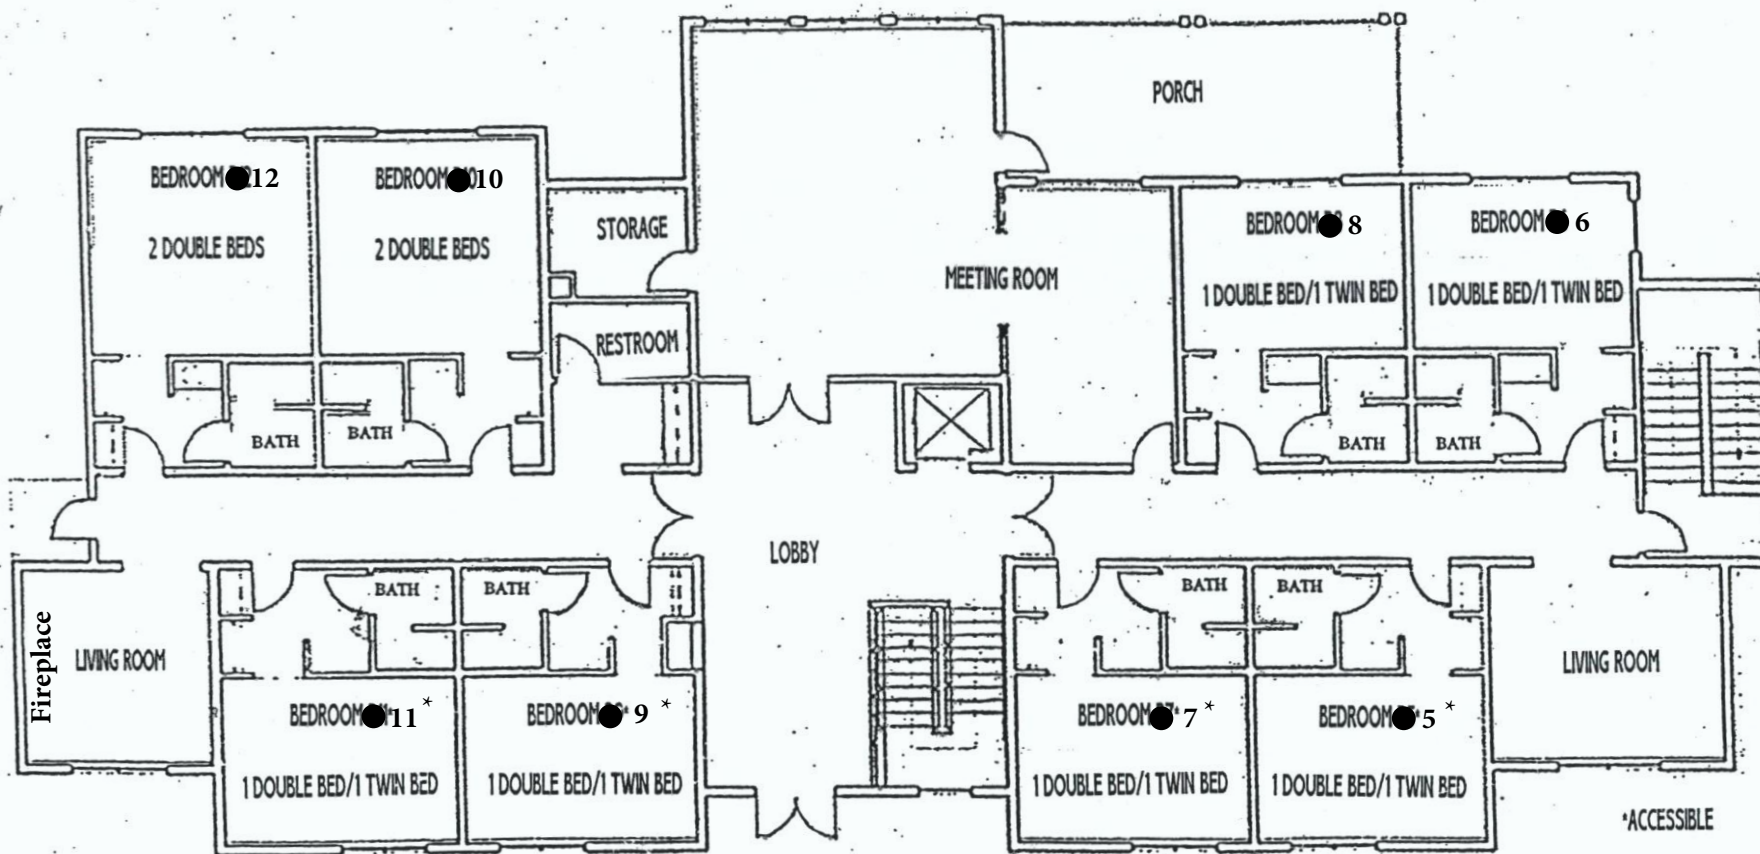 PORCH
BEDROOM 12
2 DOUBLE BEDS
BEDROOM 10
2 DOUBLE BEDS
STORAGE
RESTROOM
MEETING ROOM
BEDROOM 8
1 DOUBLE BED/1 TWIN BED
BEDROOM 6
1 DOUBLE BED/1 TWIN BED
BATH
BATH
BATH
BATH
LOBBY
BATH
BATH
BATH
BATH
Fireplace
LIVING ROOM
LIVING ROOM
BEDROOM 11 *
1 DOUBLE BED/1 TWIN BED
BEDROOM 9 *
1 DOUBLE BED/1 TWIN BED
BEDROOM 7 *
1 DOUBLE BED/1 TWIN BED
BEDROOM 5 *
1 DOUBLE BED/1 TWIN BED
*ACCESSIBLE